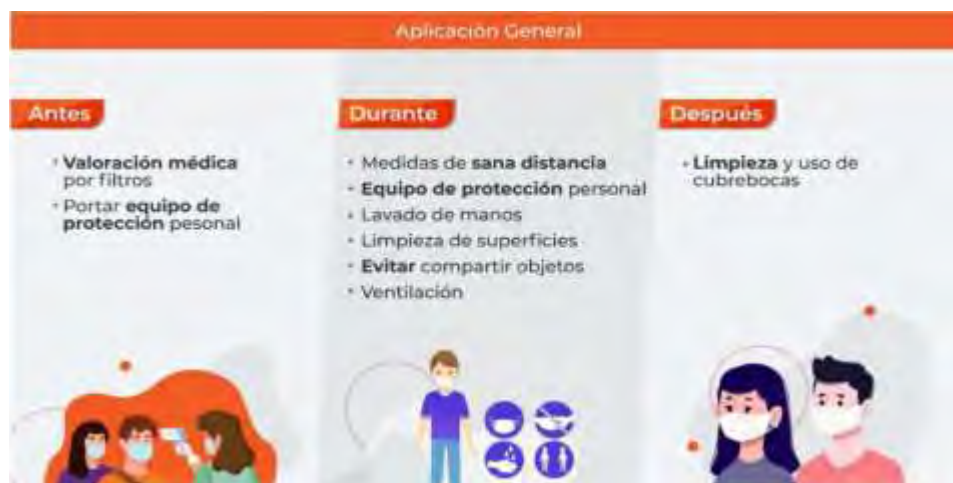 Aplicación General
Antes
• Valoración médica
por filtros
• Portar equipo de
protección pesonal
Durante
• Medidas de sana distancia
• Equipo de protección personal
• Lavado de manos
• Limpieza de superficies
• Evitar compartir objetos
• Ventilación
Después
• Limpieza y uso de
cubrebocas